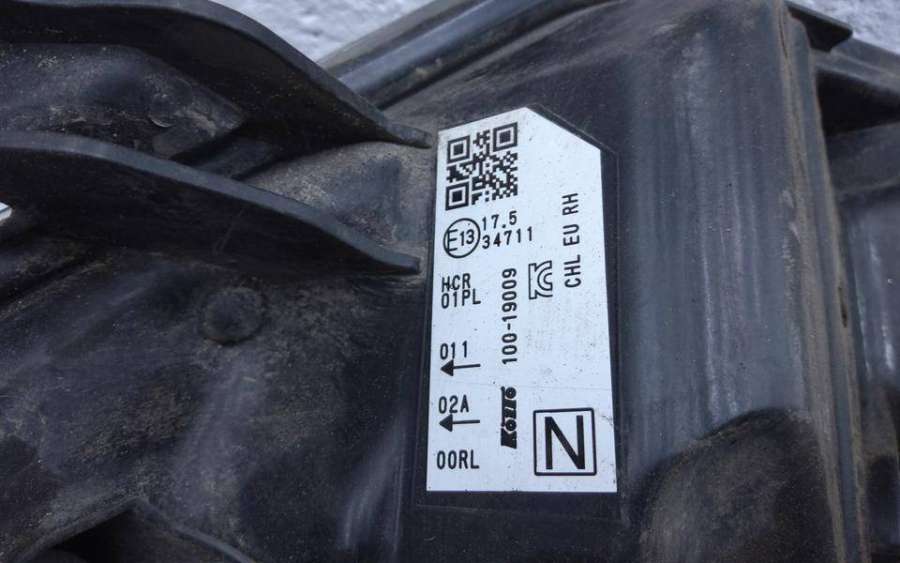 E13
17.5
34711
HCR
01PL
011
02A
00RL
100-19009
Koito
CHL EU RH
N